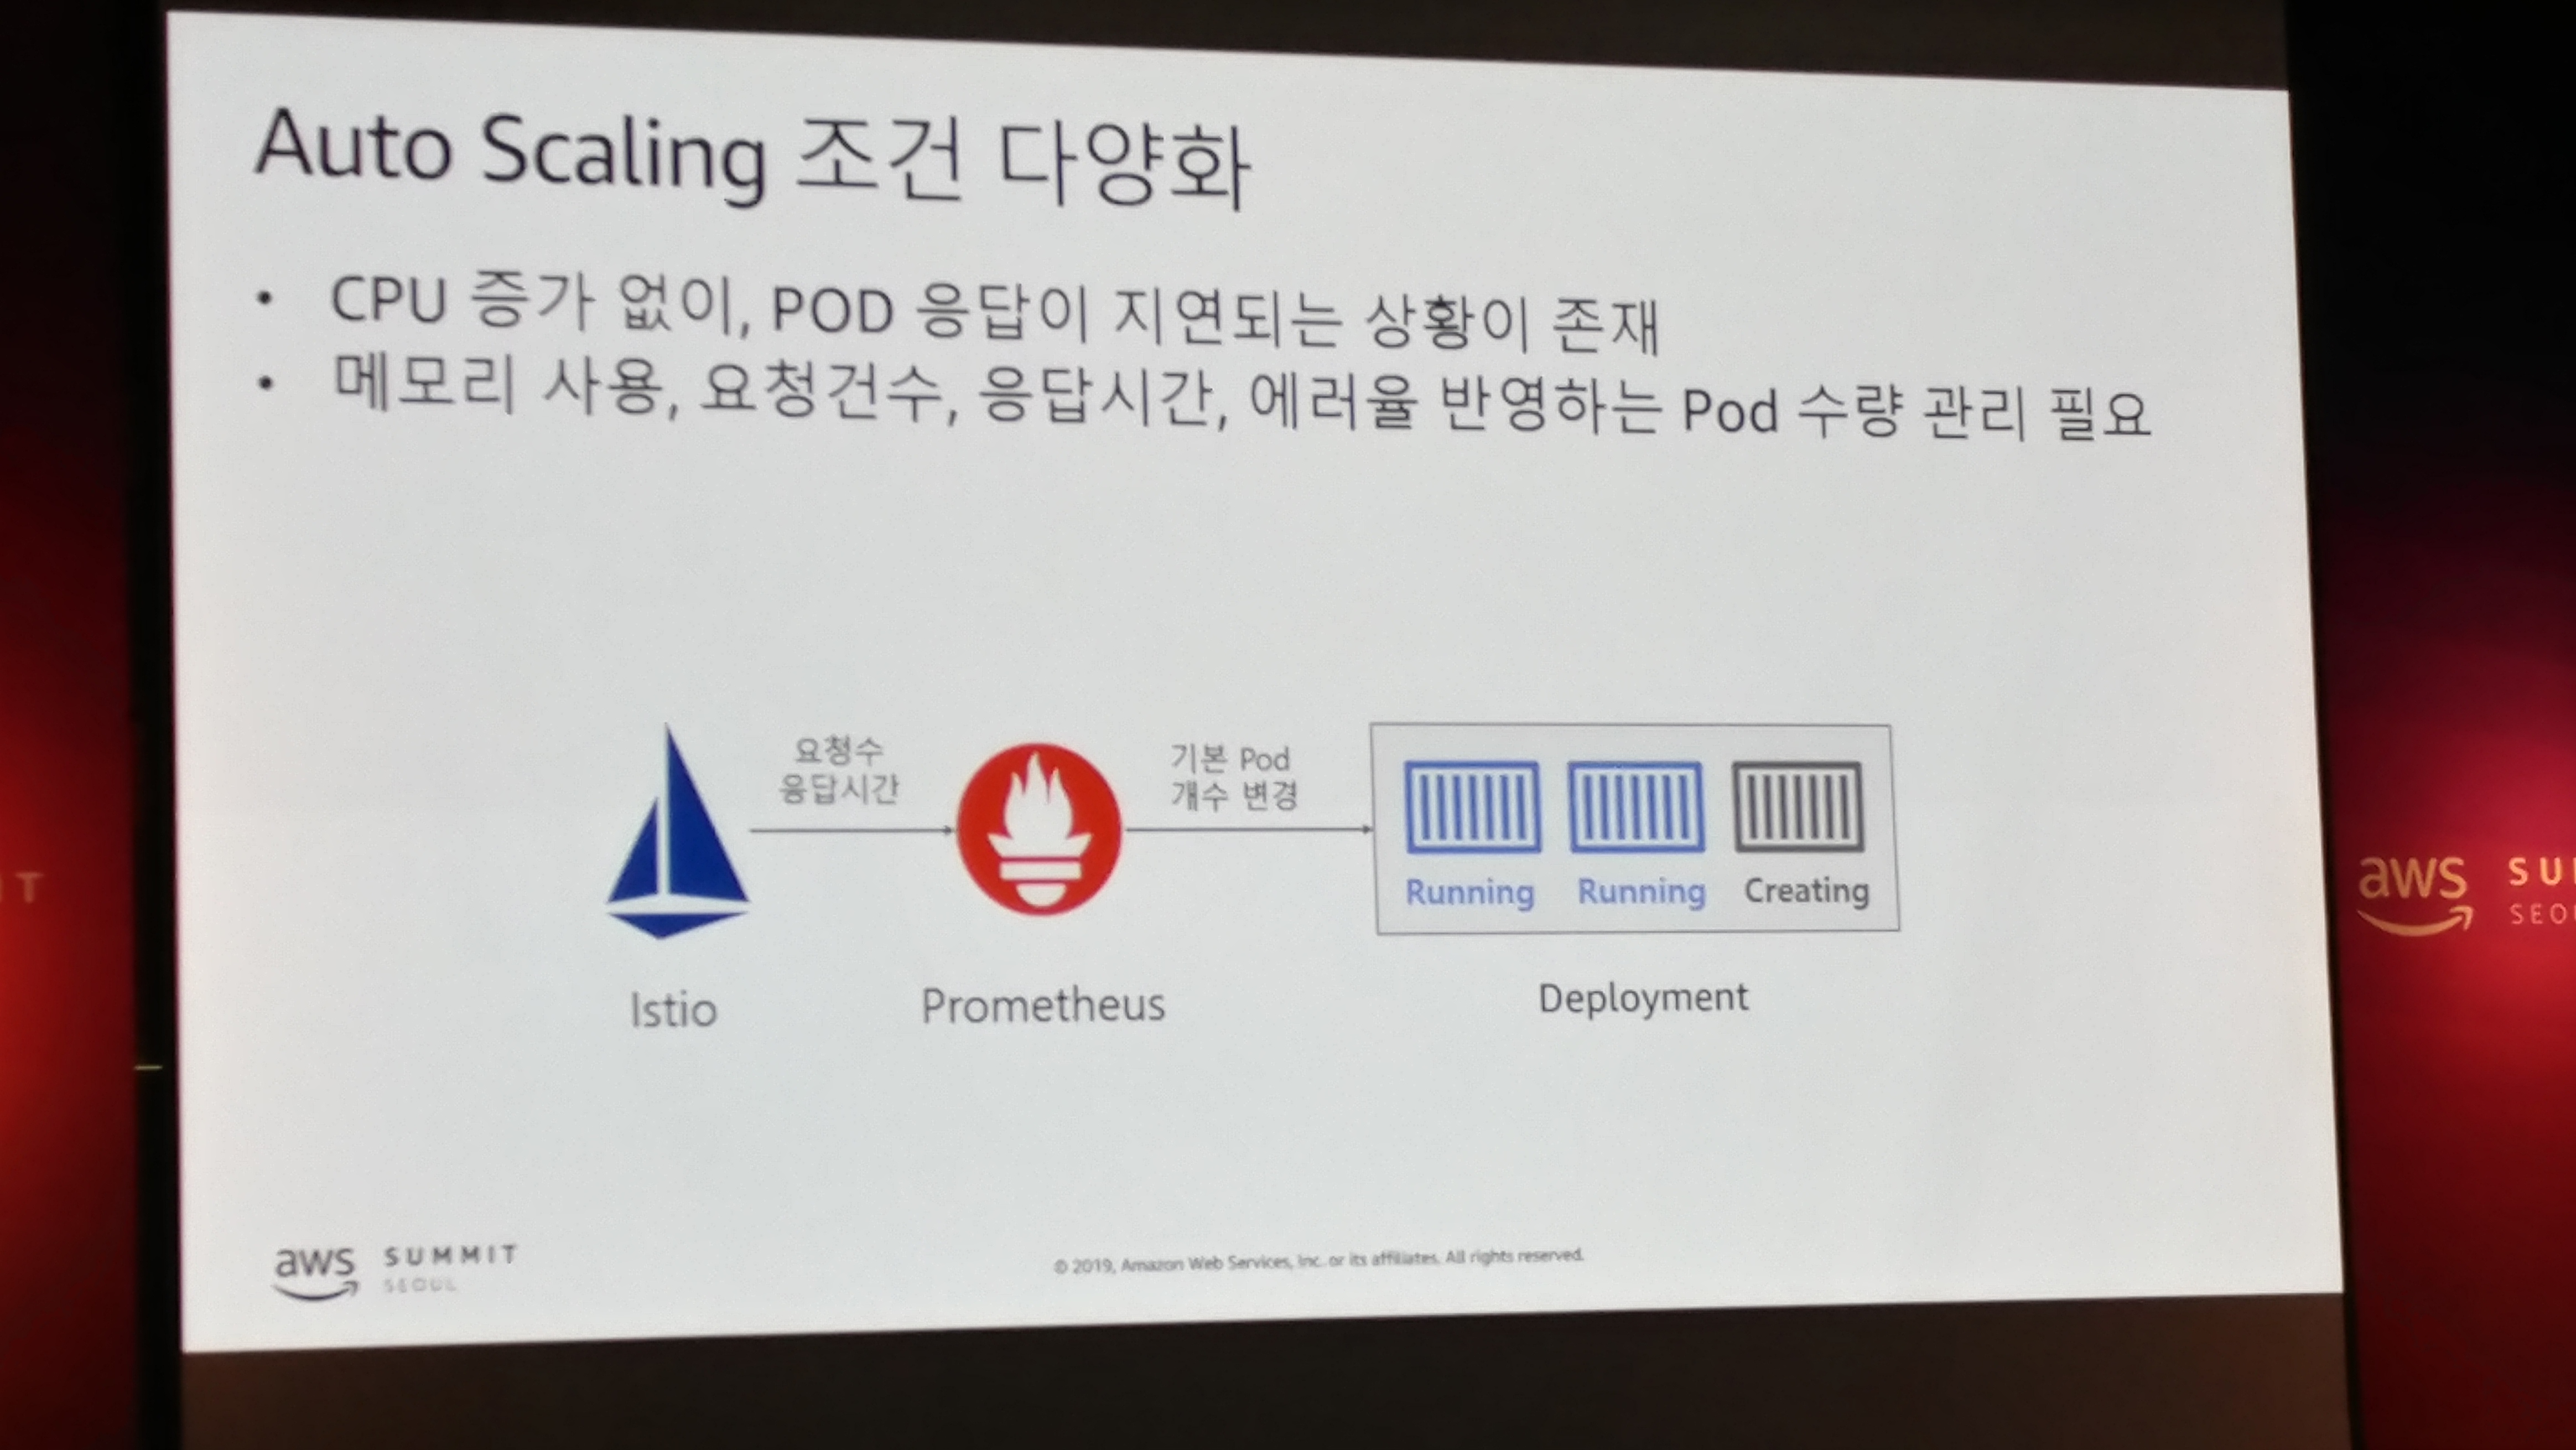 Auto Scaling 조건 다양화
• CPU 증가 없이, POD 응답이 지연되는 상황이 존재
• 메모리 사용, 요청건수, 응답시간, 에러율 반영하는 Pod 수량 관리 필요
요청수
응답시간
기본 Pod
개수 변경
Running
Running
Creating
Istio
Prometheus
Deployment
aws SUMMIT
SEOUL
© 2019, Amazon Web Services, Inc. or its affiliates. All rights reserved.
IT
aws SU
SEO